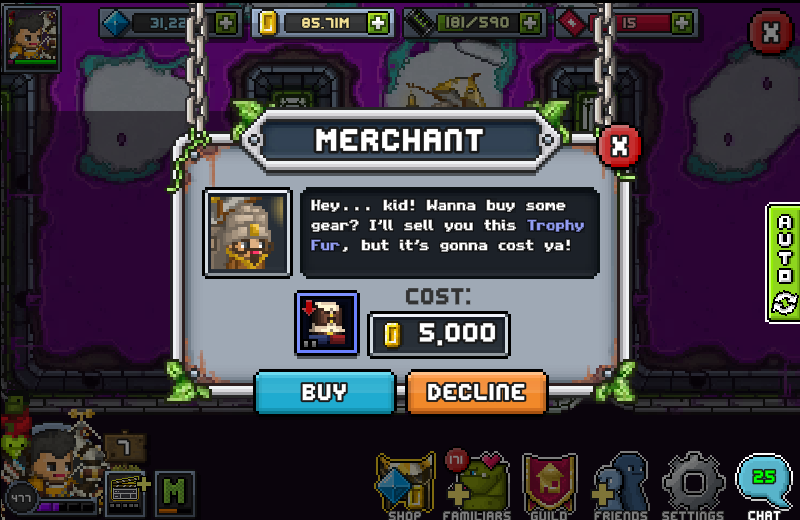 31,22
85.71M
181/590
15
X
MERCHANT
X
Hey... kid! Wanna buy some
gear? I'll sell you this Trophy
Fur, but it's gonna cost ya!
AUTO
COST:
5,000
BUY
DECLINE
7
477
M
171
25
SHOP
FAMILIARS
GUILD
FRIENDS
SETTINGS
CHAT